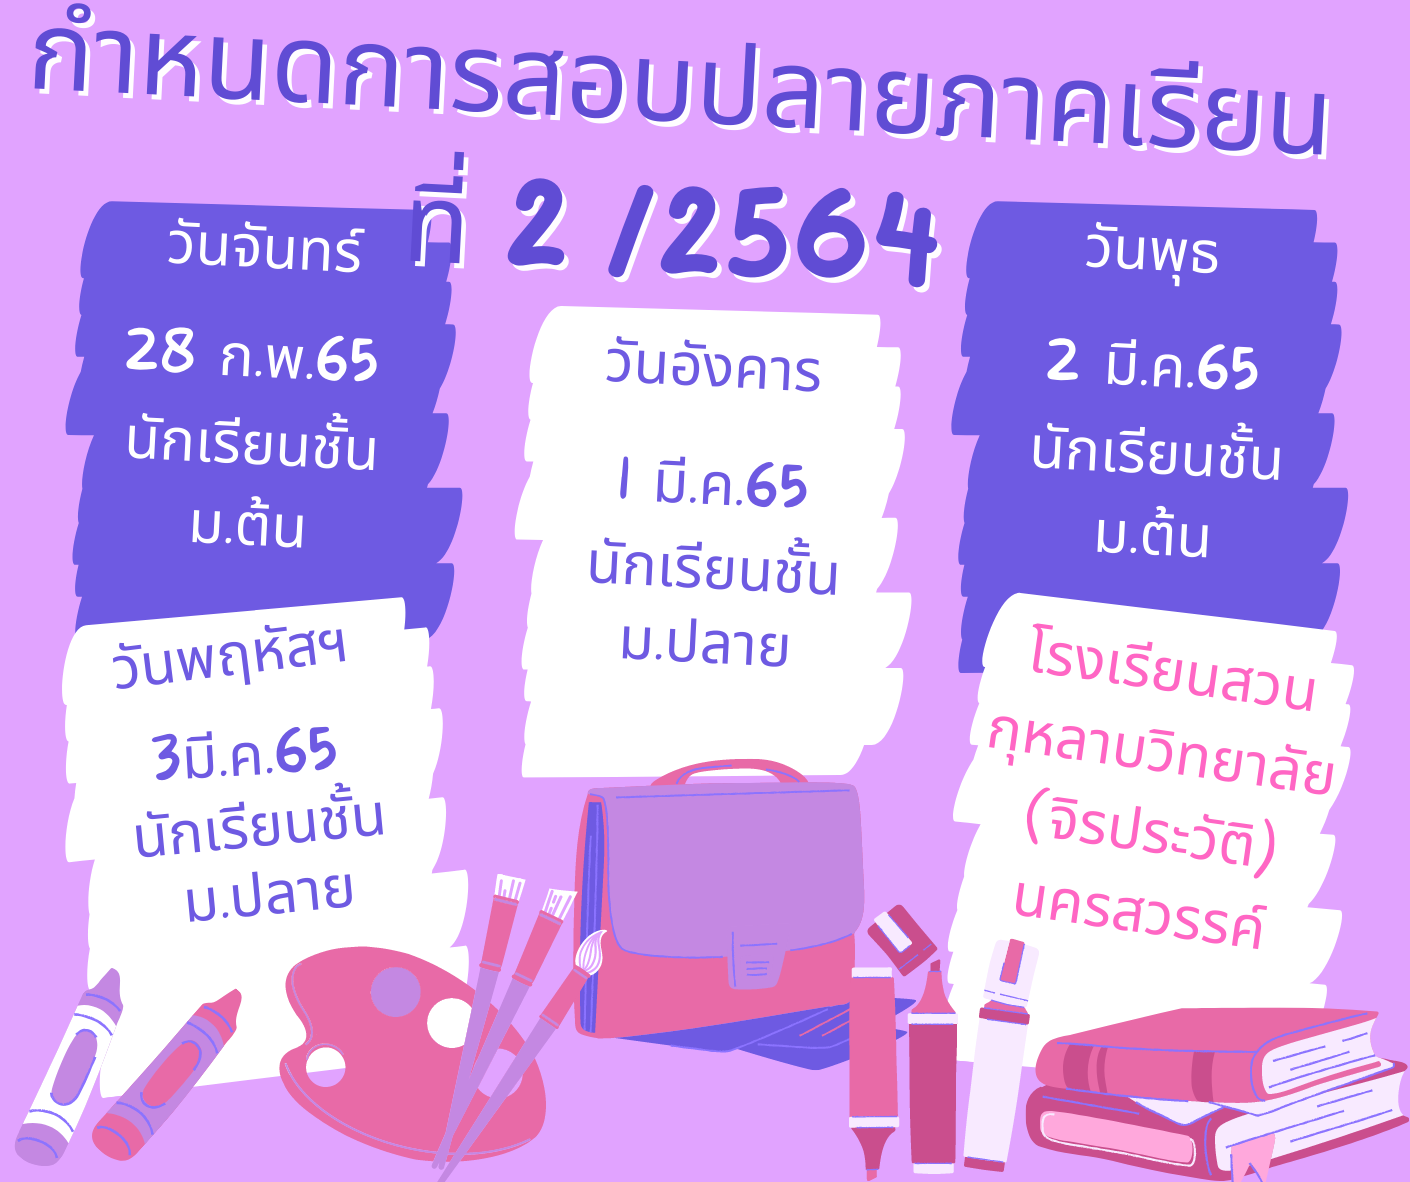 กำหนดการสอบปลายภาคเรียน
ที่ 2 /2564
วันจันทร์
28 ก.พ.65
นักเรียนชั้น
ม.ต้น
วันอังคาร
1 มี.ค.65
นักเรียนชั้น
ม.ปลาย
วันพุธ
2 มี.ค.65
นักเรียนชั้น
ม.ต้น
วันพฤหัสฯ
3มี.ค.65
นักเรียนชั้น
ม.ปลาย
โรงเรียนสวน
กุหลาบวิทยาลัย
(จิรประวัติ)
นครสวรรค์